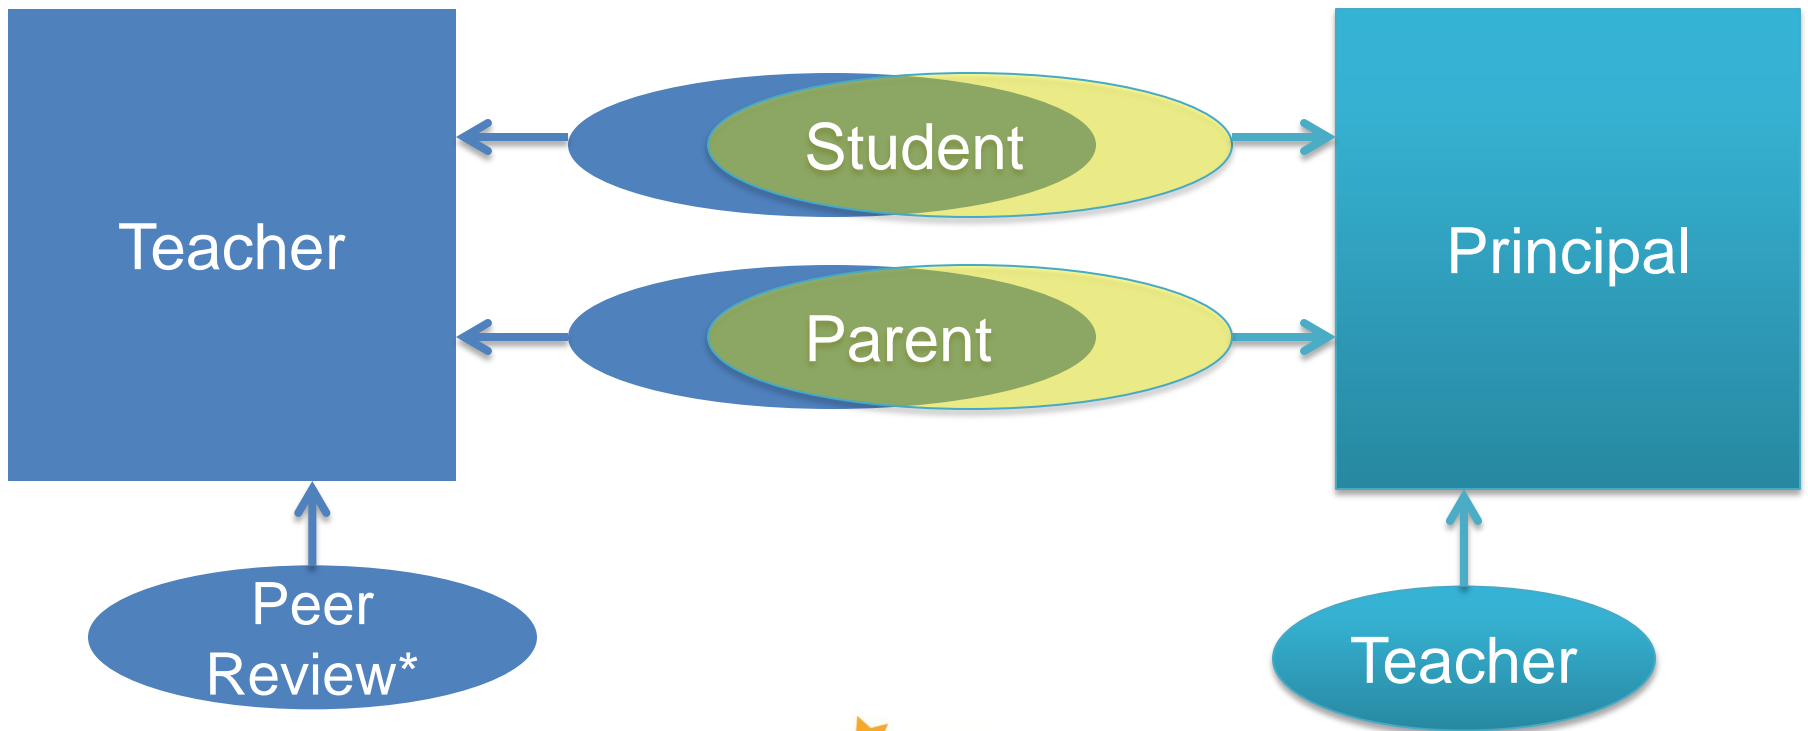 Student
Teacher
Principal
Parent
Peer
Review*
Teacher